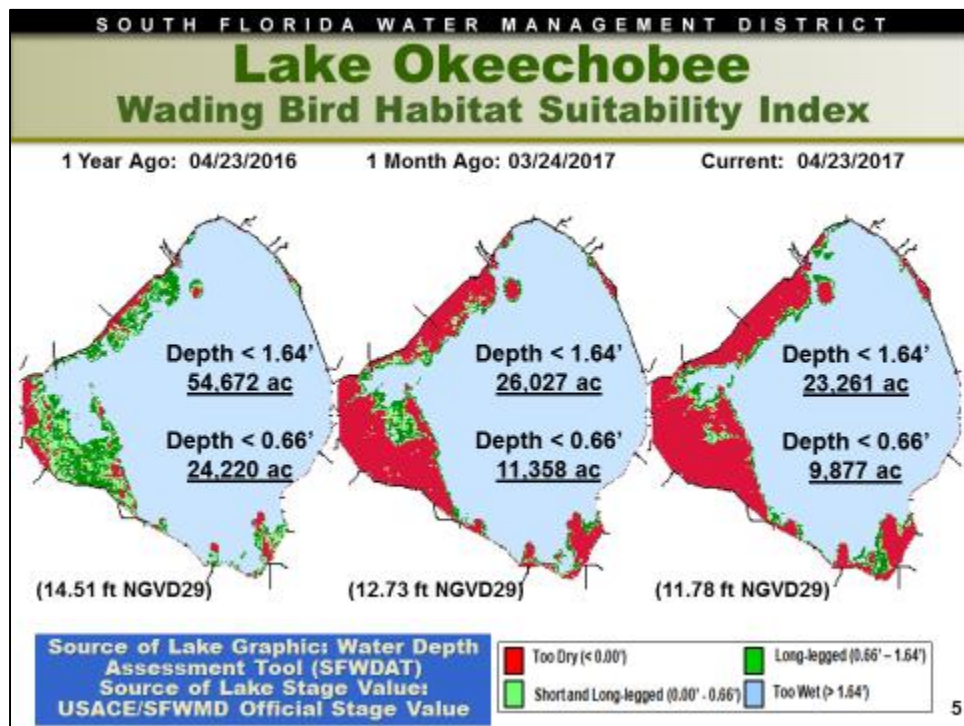 SOUTH FLORIDA WATER MANAGEMENT DISTRICT
Lake Okeechobee
Wading Bird Habitat Suitability Index
1 Year Ago: 04/23/2016
1 Month Ago: 03/24/2017
Current: 04/23/2017
Depth < 1.64’
54,672 ac
Depth < 0.66’
24,220 ac
(14.51 ft NGVD29)
Depth < 1.64’
26,027 ac
Depth < 0.66’
11,358 ac
(12.73 ft NGVD29)
Depth < 1.64’
23,261 ac
Depth < 0.66’
9,877 ac
(11.78 ft NGVD29)
Source of Lake Graphic: Water Depth
Assessment Tool (SFWDAT)
Source of Lake Stage Value:
USACE/SFWMD Official Stage Value
Too Dry (< 0.00')
Long-legged (0.66' – 1.64')
Short and Long-legged (0.00' - 0.66')
Too Wet (> 1.64')
5